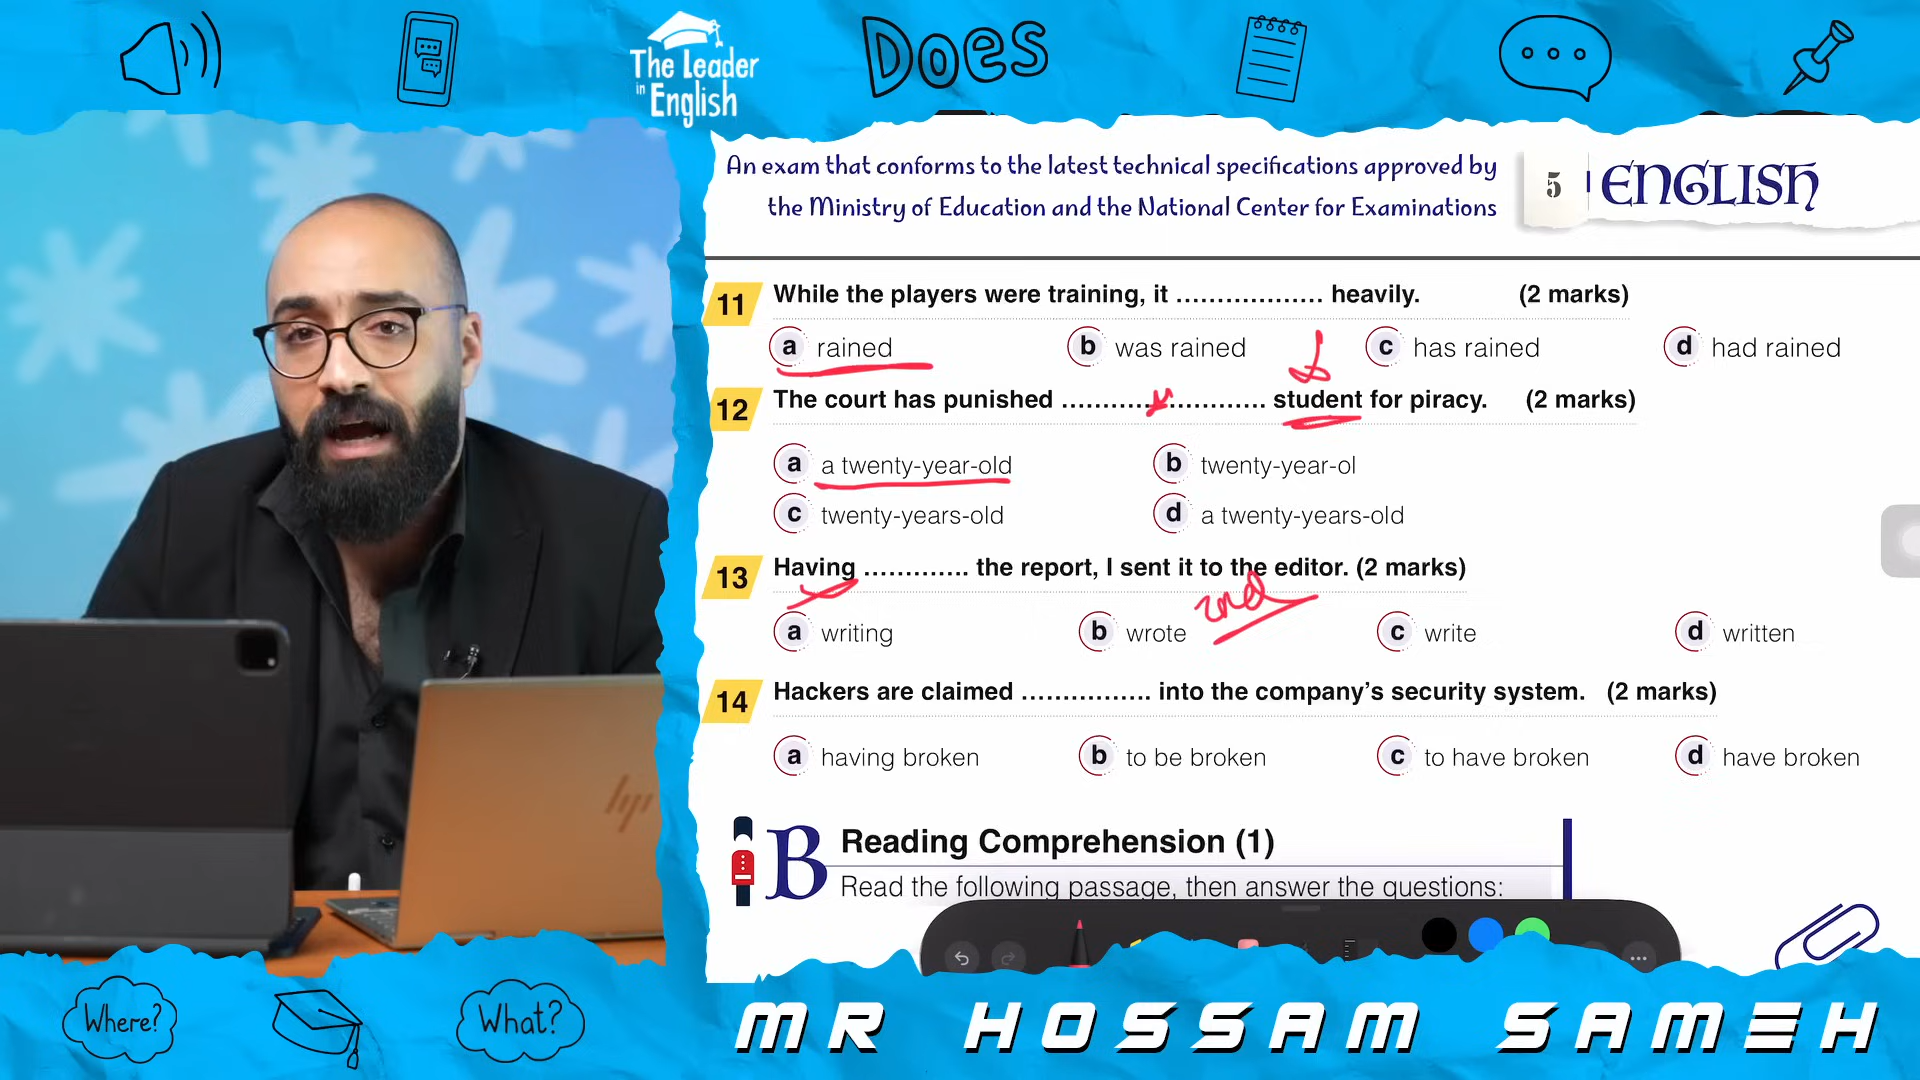 The Leader
in
English
Does
An exam that conforms to the latest technical specifications approved by
the Ministry of Education and the National Center for Examinations
5
ENGLISH
11 While the players were training, it .................. heavily. (2 marks)
a rained b was rained c has rained d had rained
12 The court has punished ......................... student for piracy. (2 marks)
a a twenty-year-old b twenty-year-ol
c twenty-years-old d a twenty-years-old
13 Having ............. the report, I sent it to the editor. (2 marks)
2nd
a writing b wrote c write d written
14 Hackers are claimed ................ into the company's security system. (2 marks)
a having broken b to be broken c to have broken d have broken
B Reading Comprehension (1)
Read the following passage, then answer the questions:
hp
Where?
What?
MR HOSSAM SAMEH